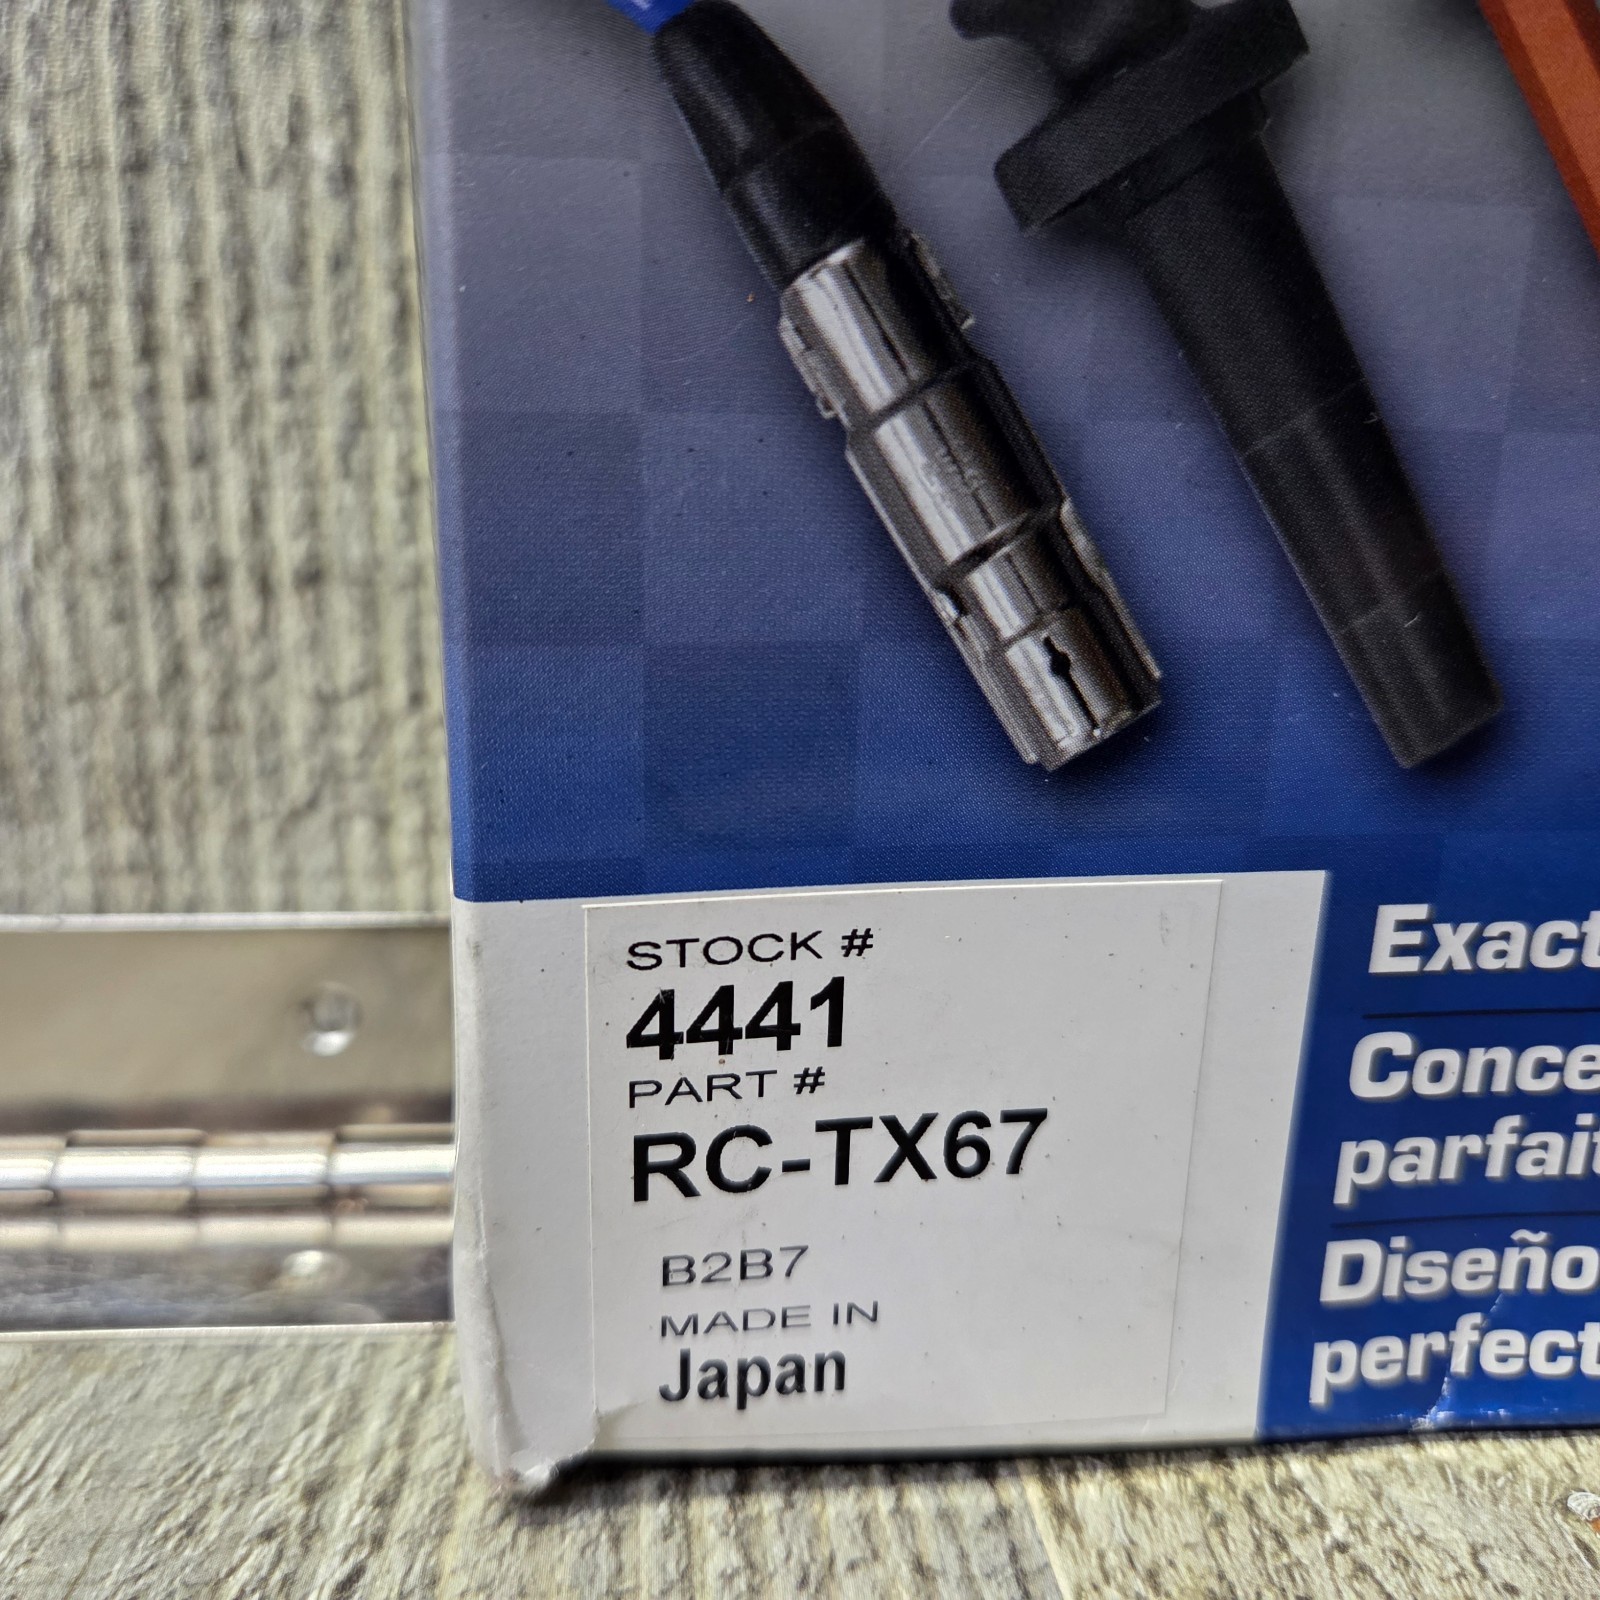 STOCK #
4441
PART #
RC-TX67
B2B7
MADE IN
Japan
Exact
Conce
parfait
Diseño
perfect